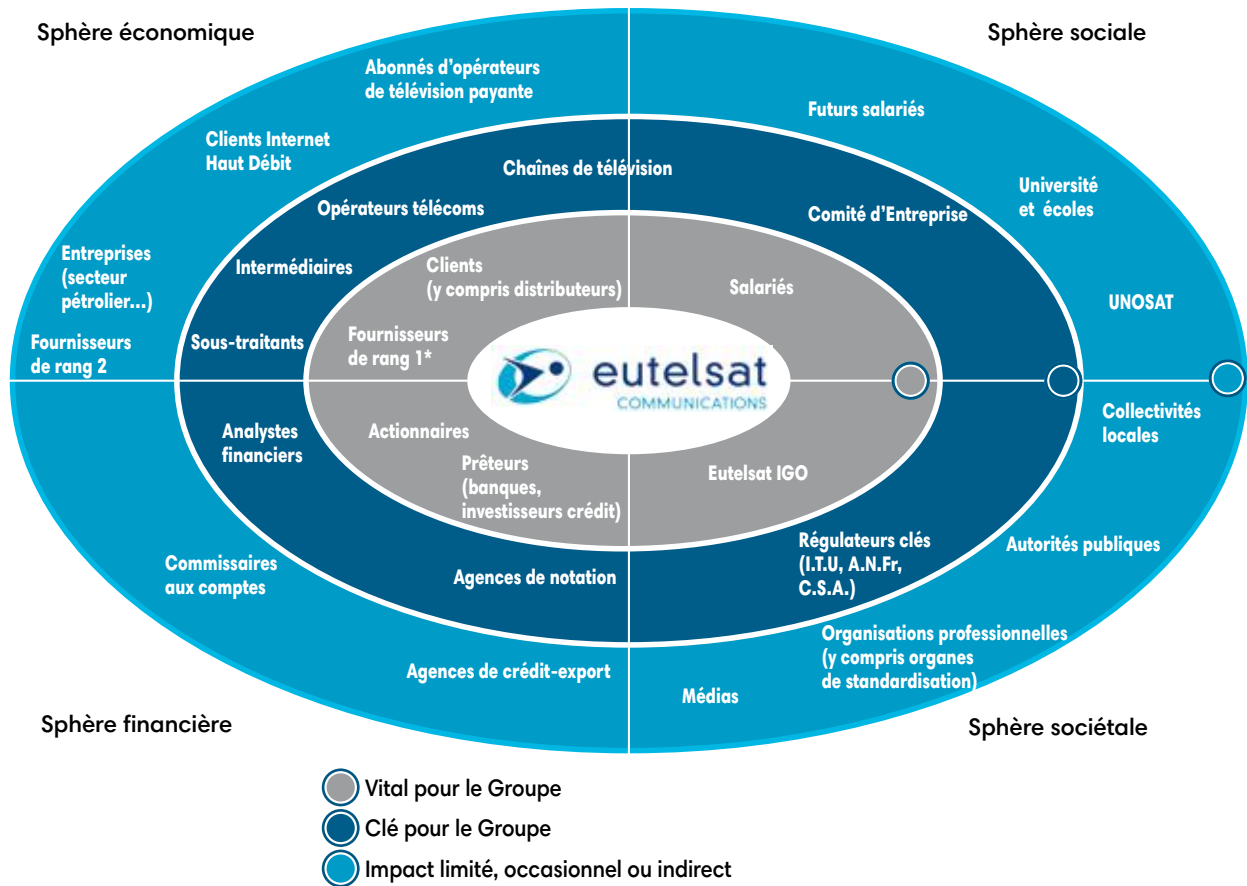 Sphère économique
Sphère sociale
Abonnés d'opérateurs
de télévision payante
Futurs salariés
Clients Internet
Haut Débit
Chaînes de télévision
Université
et écoles
Opérateurs télécoms
Comité d'Entreprise
Entreprises
(secteur
pétrolier...)
Intermédiaires
Clients
(y compris distributeurs)
Salariés
UNOSAT
Fournisseurs
de rang 2
Sous-traitants
Fournisseurs
de rang 1*
eutelsat
COMMUNICATIONS
Collectivités
locales
Analystes
financiers
Actionnaires
Prêteurs
(banques,
investisseurs crédit)
Eutelsat IGO
Régulateurs clés
(I.T.U, A.N.Fr,
C.S.A.)
Autorités publiques
Commissaires
aux comptes
Agences de notation
Organisations professionnelles
(y compris organes
de standardisation)
Agences de crédit-export
Médias
Sphère financière
Sphère sociétale
Vital pour le Groupe
Clé pour le Groupe
Impact limité, occasionnel ou indirect